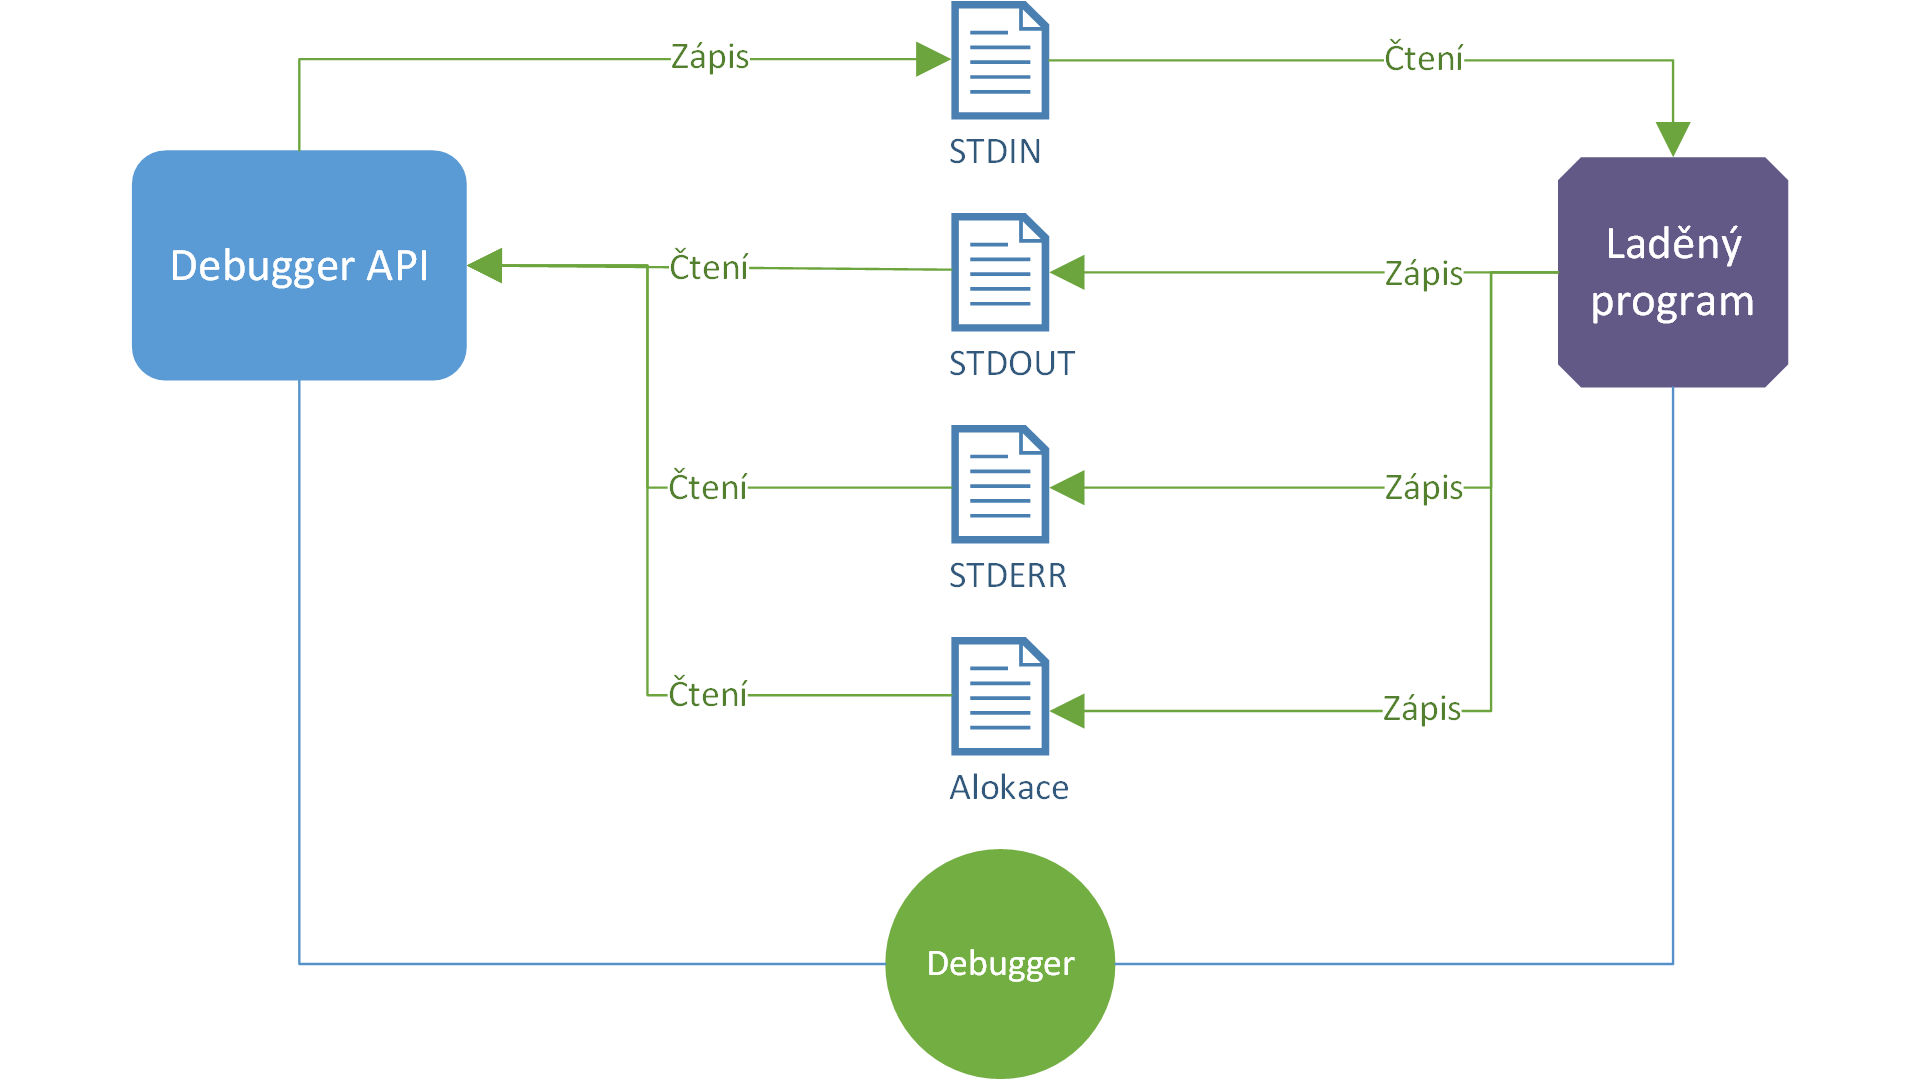 Zápis
Čtení
STDIN
Debugger API
Čtení
Zápis
Laděný
program
STDOUT
Čtení
Zápis
STDERR
Čtení
Zápis
Alokace
Debugger